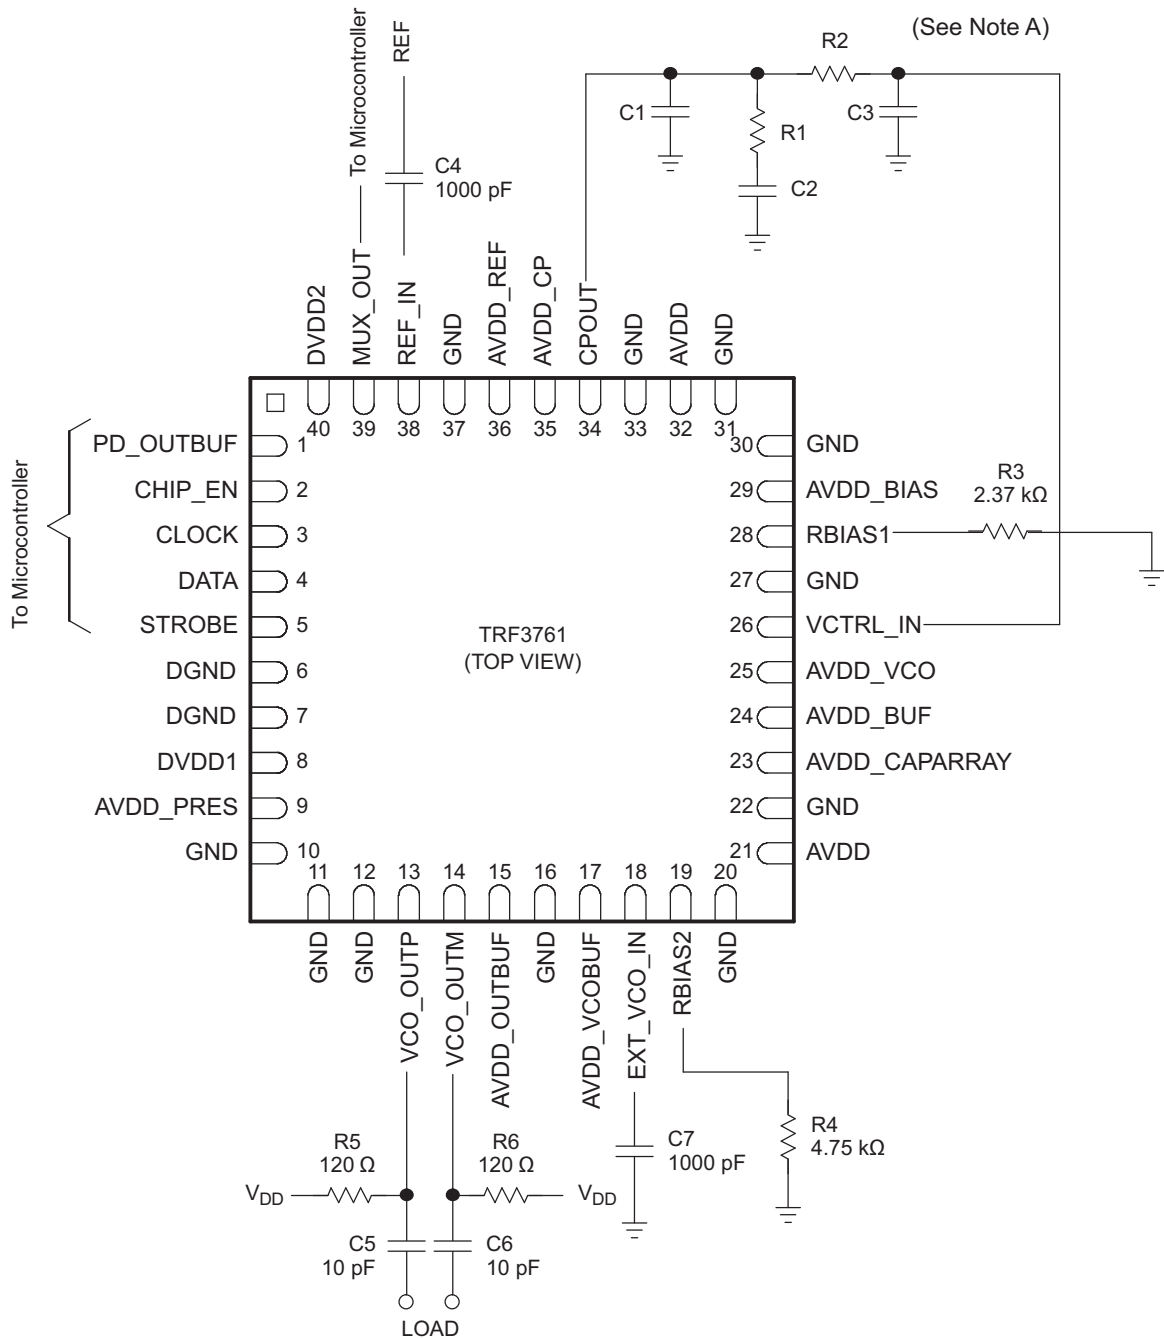 (See Note A)
To Microcontroller
REF
R2
C1
R1
C3
C2
C4
1000 pF
DVDD2
MUX_OUT
REF_IN
GND
AVDD_REF
AVDD_CP
CPOUT
GND
AVDD
GND
40
39
38
37
36
35
34
33
32
31
To Microcontroller
PD_OUTBUF 1
CHIP_EN 2
CLOCK 3
DATA 4
STROBE 5
DGND 6
DGND 7
DVDD1 8
AVDD_PRES 9
GND 10
TRF3761
(TOP VIEW)
30 GND
29 AVDD_BIAS
28 RBIAS1
27 GND
26 VCTRL_IN
25 AVDD_VCO
24 AVDD_BUF
23 AVDD_CAPARRAY
22 GND
21 AVDD
R3
2.37 kΩ
11
12
13
14
15
16
17
18
19
20
GND
GND
VCO_OUTP
VCO_OUTM
AVDD_OUTBUF
GND
AVDD_VCOBUF
EXT_VCO_IN
RBIAS2
GND
R5
120 Ω
R6
120 Ω
C7
1000 pF
R4
4.75 kΩ
VDD
VDD
C5
10 pF
C6
10 pF
LOAD